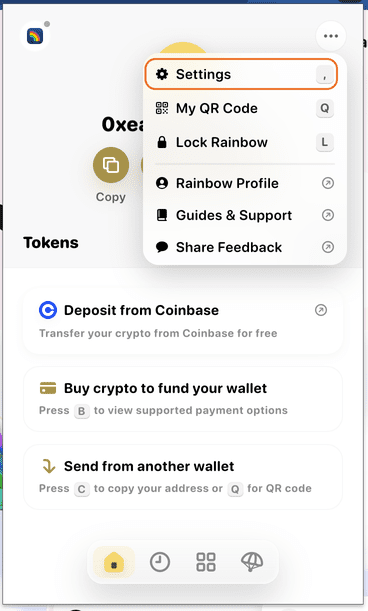 Settings ,
My QR Code Q
0xea
Lock Rainbow L
Rainbow Profile
Copy
Guides & Support
Tokens
Share Feedback
Deposit from Coinbase
Transfer your crypto from Coinbase for free
Buy crypto to fund your wallet
Press B to view supported payment options
Send from another wallet
Press C to copy your address or Q for QR code